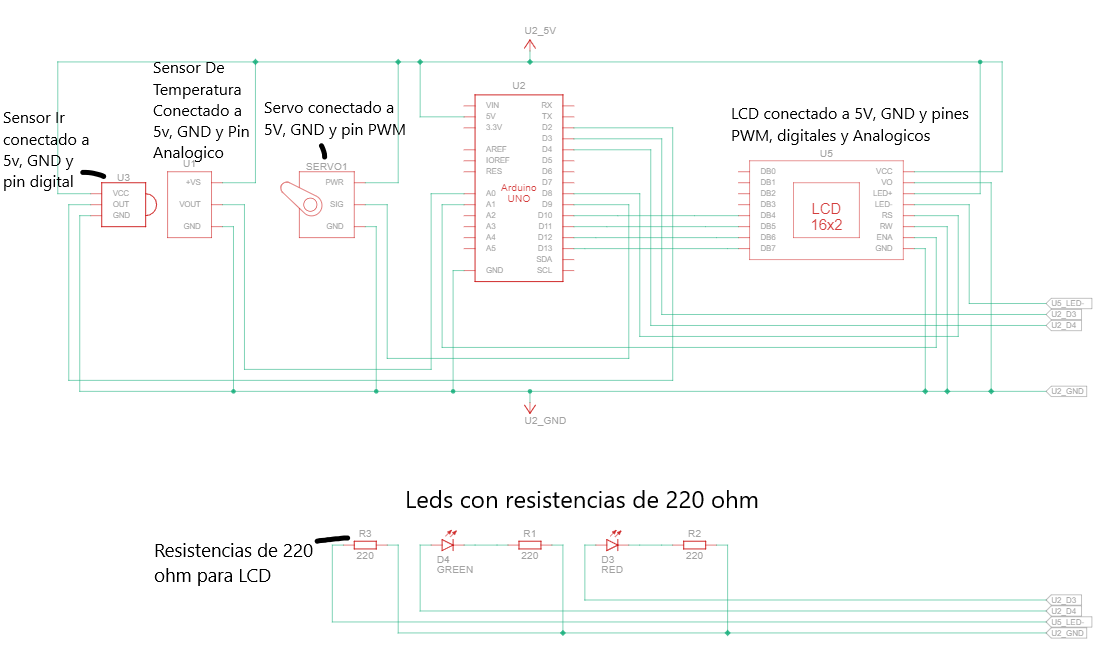 U2_5V
Sensor De
Temperatura
Conectado a
5v, GND y Pin
Analogico
Sensor Ir
conectado a
5v, GND y
pin digital
Servo conectado a
5V, GND y pin PWM
LCD conectado a 5V, GND y pines
PWM, digitales y Analogicos
U3
VCC
OUT
GND
U1
+VS
VOUT
GND
SERVO1
PWR
SIG
GND
U2
Arduino
UNO
VIN
5V
3.3V
AREF
IOREF
RES
A0
A1
A2
A3
A4
A5
GND
RX
TX
D2
D3
D4
D5
D6
D7
D8
D9
D10
D11
D12
D13
SDA
SCL
U5
LCD
16x2
DB0
DB1
DB2
DB3
DB4
DB5
DB6
DB7
VCC
VO
LED+
LED-
RS
RW
ENA
GND
U5_LED-
U2_D3
U2_D4
U2_GND
U2_GND
Leds con resistencias de 220 ohm
Resistencias de 220
ohm para LCD
R3
220
D4
GREEN
R1
220
D3
RED
R2
220
U2_D3
U2_D4
U5_LED-
U2_GND